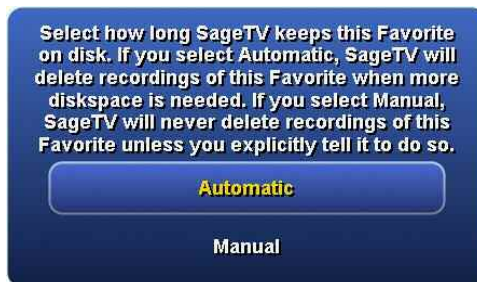 Select how long SageTV keeps this Favorite
on disk. If you select Automatic, SageTV will
delete recordings of this Favorite when more
diskspace is needed. If you select Manual,
SageTV will never delete recordings of this
Favorite unless you explicitly tell it to do so.
Automatic
Manual